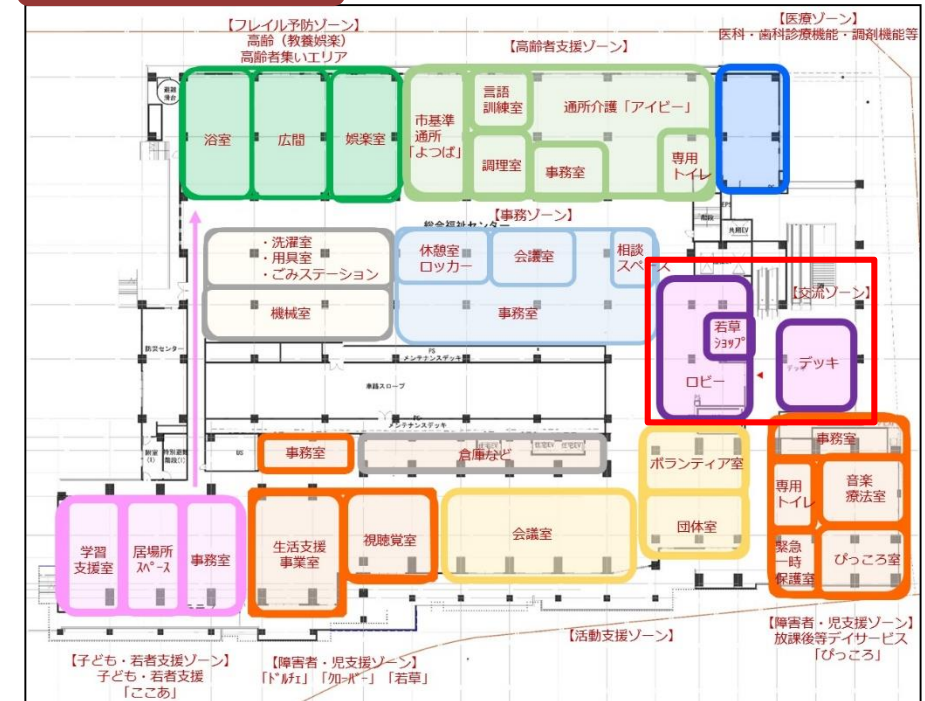 【フレイル予防ゾーン】
高齢（教養娯楽）
高齢者集いエリア
【高齢者支援ゾーン】
【医療ゾーン】
医科・歯科診療機能・調剤機能等
浴室
広間
娯楽室
市基準
通所
「よつば」
言語
訓練室
調理室
通所介護「アイビー」
事務室
専用
トイレ
【事務ゾーン】
総合福祉センター
・洗濯室
・用具室
・ごみステーション
機械室
休憩室
ロッカー
会議室
相談
スペース
事務室
【交流ゾーン】
若草
ｼｮｯﾌﾟ
ロビー
デッキ
デッキ
防災センター
PS
メンテナンスデッキ
車路スロープ
PS
メンテナンスデッキ
DS
事務室
倉庫など
ボランティア室
団体室
事務室
専用
トイレ
音楽
療法室
緊急
一時
保護室
ぴっころ室
学習
支援室
居場所
ｽﾍﾟｰｽ
事務室
生活支援
事業室
視聴覚室
会議室
【子ども・若者支援ゾーン】
子ども・若者支援
「ここあ」
【障害者・児支援ゾーン】
「ﾄﾞﾙﾁｪ」「ｸﾛｰﾊﾞｰ」「若草」
【活動支援ゾーン】
【障害者・児支援ゾーン】
放課後等デイサービス
「ぴっころ」